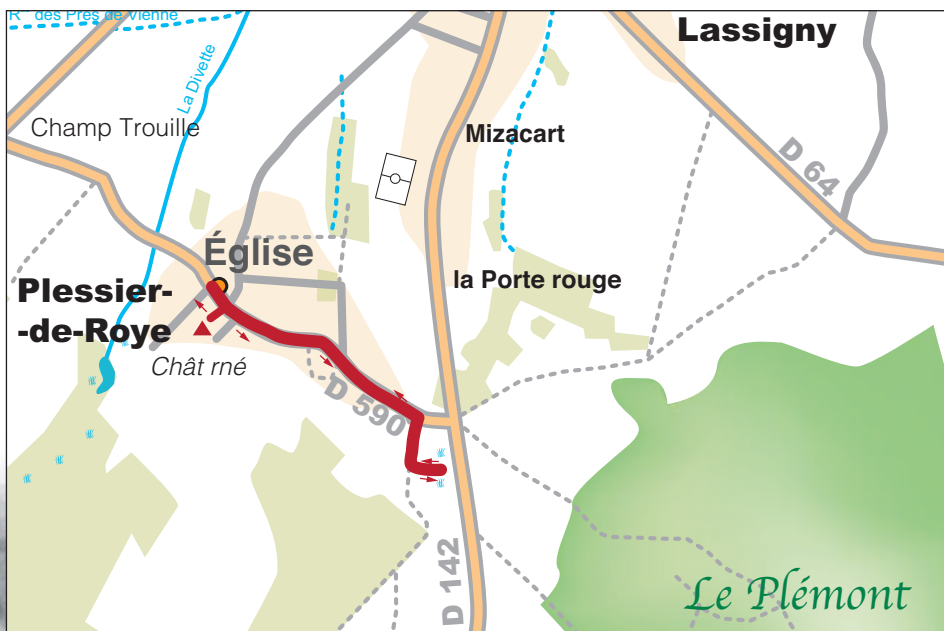 R des Prés de Vienne
Lassigny
La Divette
Champ Trouille
Mizacart
D 64
Église
la Porte rouge
Plessier-
-de-Roye
Chât rné
D 590
D 142
Le Plémont